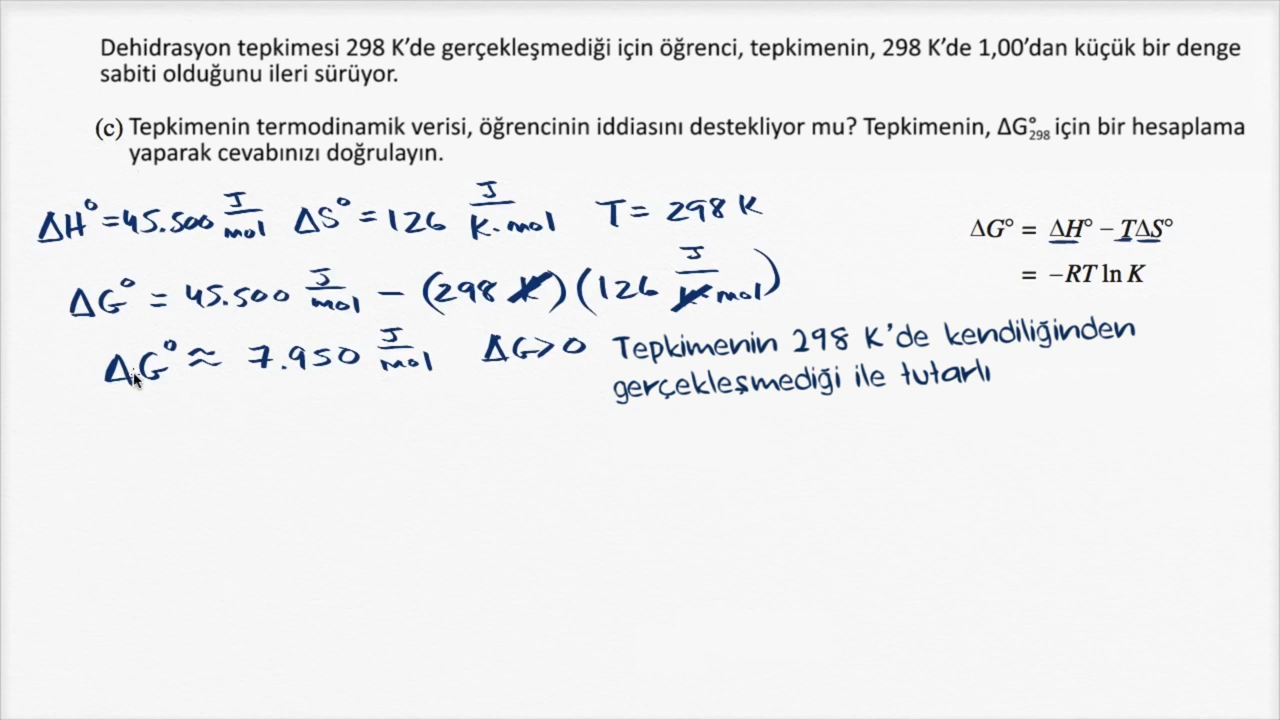 Dehidrasyon tepkimesi 298 K’de gerçekleşmediği için öğrenci, tepkimenin, 298 K’de 1,00’dan küçük bir denge
sabiti olduğunu ileri sürüyor.
(c) Tepkimenin termodinamik verisi, öğrencinin iddiasını destekliyor mu? Tepkimenin, ΔG°298 için bir hesaplama
yaparak cevabınızı doğrulayın.
ΔH° = 45.500 J/mol ΔS° = 126 J/K·mol T = 298 K
ΔG° = ΔH° − TΔS°
= −RT ln K
ΔG° = 45.500 J/mol − (298 K)(126 J/K mol)
ΔG° ≈ 7.950 J/mol ΔG>0 Tepkimenin 298 K’de kendiliğinden
gerçekleşmediği ile tutarlı